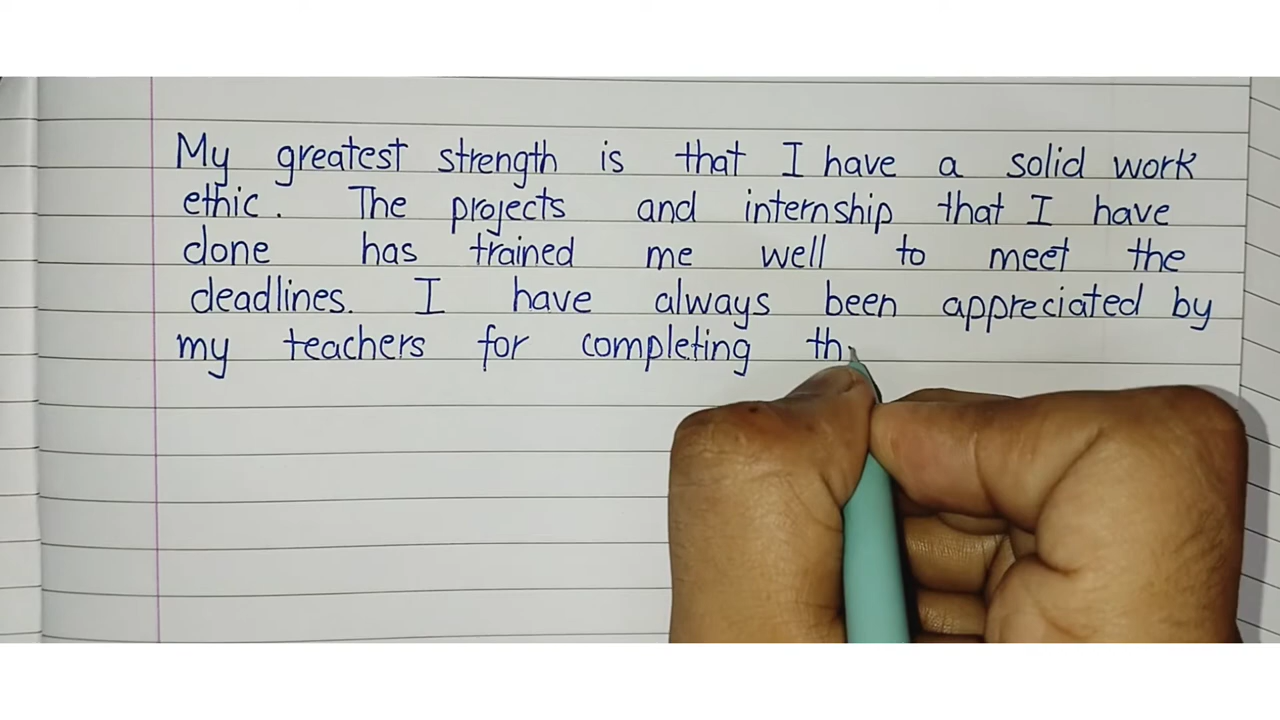 My greatest strength is that I have a solid work
ethic. The projects and internship that I have
done has trained me well to meet the
deadlines. I have always been appreciated by
my teachers for completing th